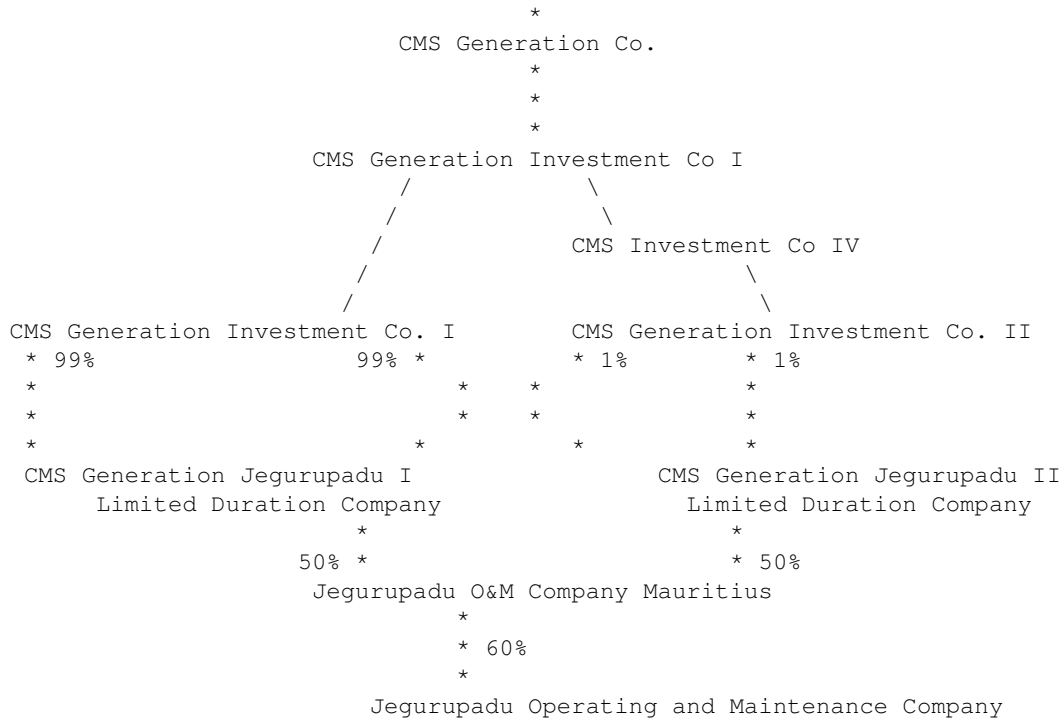 *
CMS Generation Co.
*
*
*
CMS Generation Investment Co I
/ \
/ \
/ CMS Investment Co IV
/ \
/ \
CMS Generation Investment Co. I CMS Generation Investment Co. II
* 99% 99% * * 1% * 1%
* * * *
* * * *
* * * *
CMS Generation Jegurupadu I CMS Generation Jegurupadu II
Limited Duration Company Limited Duration Company
* *
50% * * 50%
Jegurupadu O&M Company Mauritius
*
* 60%
*
Jegurupadu Operating and Maintenance Company